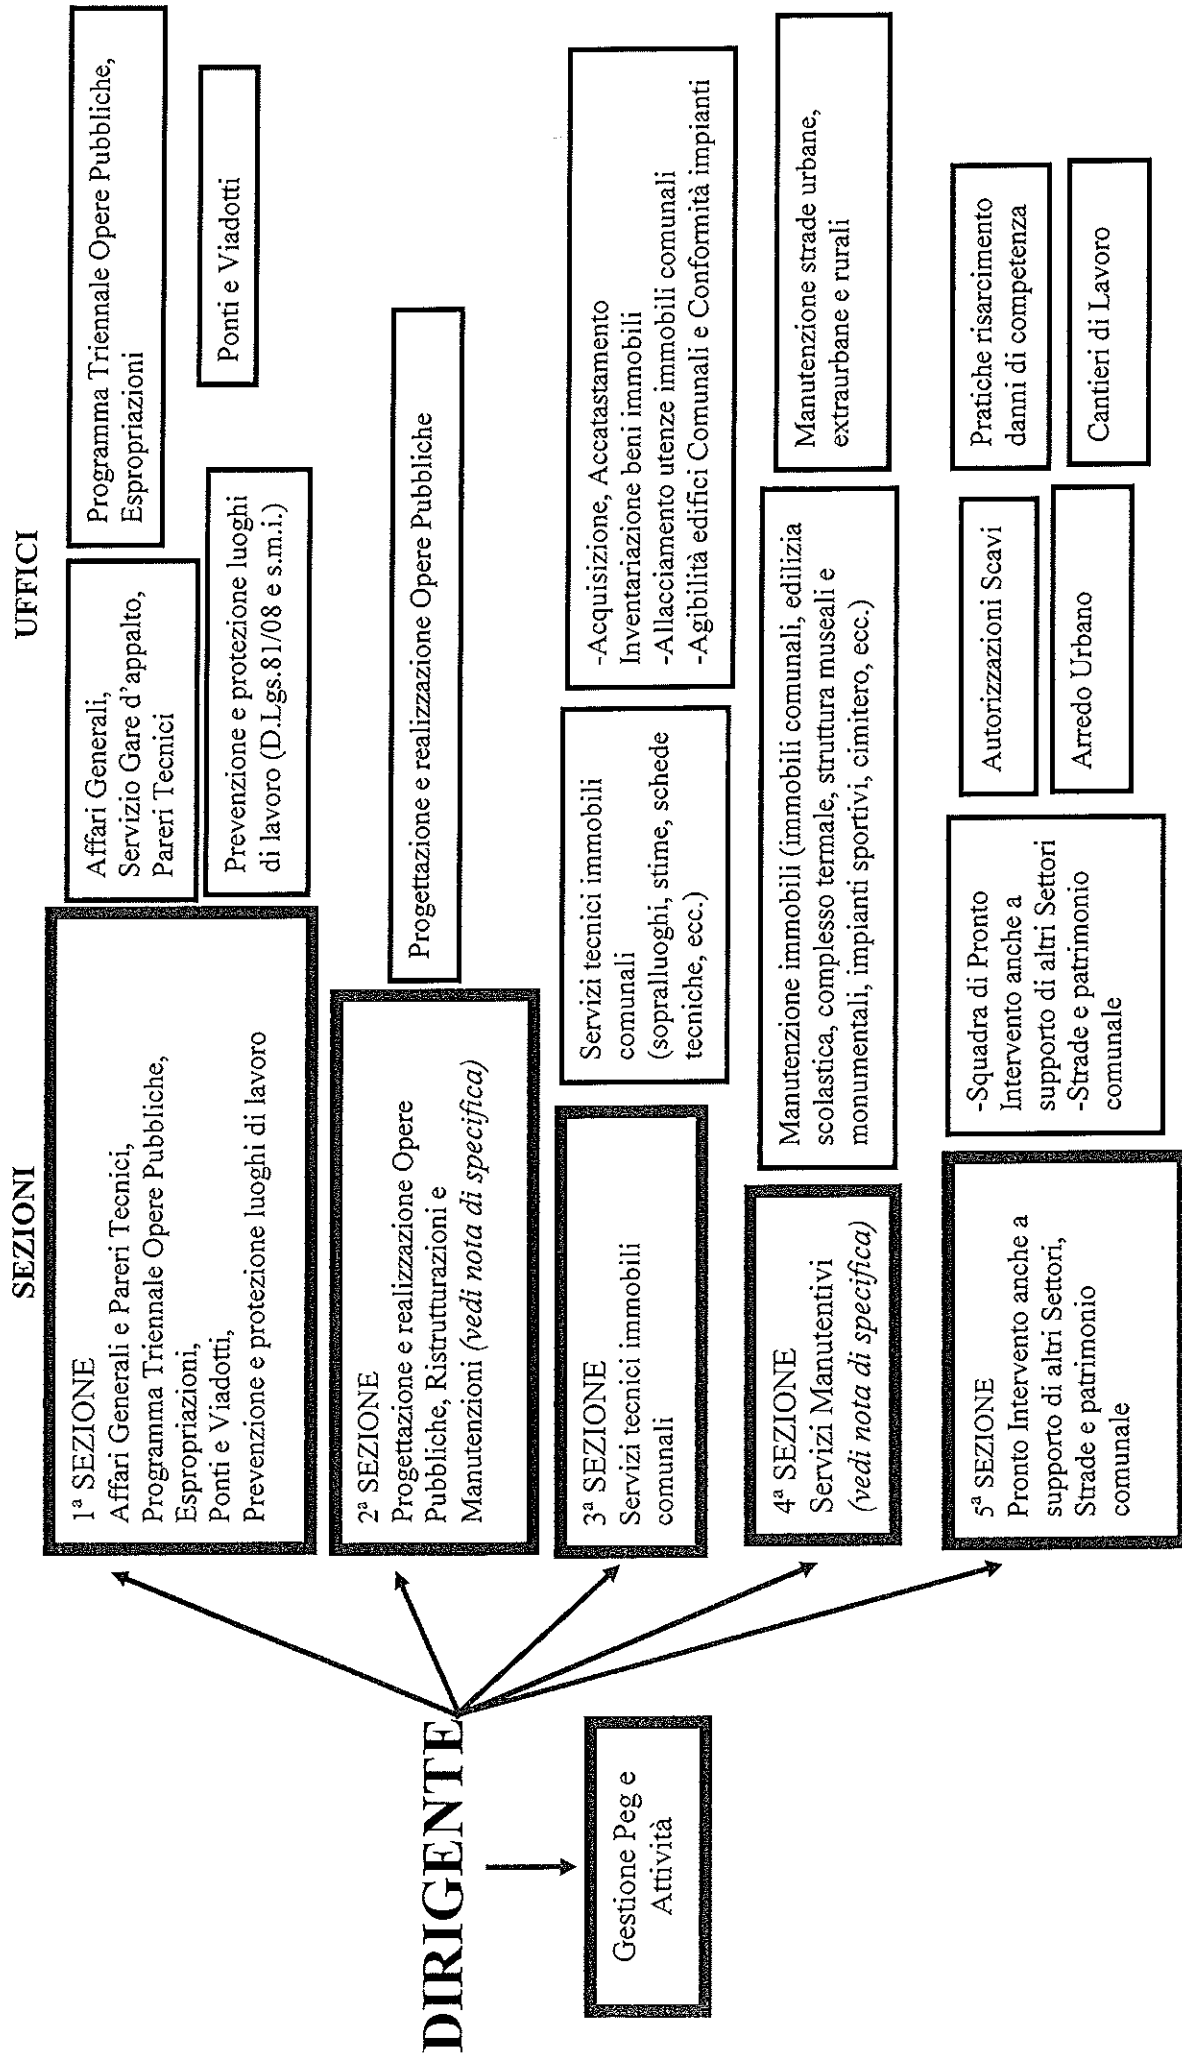 SEZIONI
UFFICI
DIRIGENTE
Gestione Peg e
Attività
1ª SEZIONE
Affari Generali e Pareri Tecnici,
Programma Triennale Opere Pubbliche,
Espropriazioni,
Ponti e Viadotti,
Prevenzione e protezione luoghi di lavoro
Affari Generali,
Servizio Gare d'appalto,
Pareri Tecnici
Programma Triennale Opere Pubbliche,
Espropriazioni
Prevenzione e protezione luoghi
di lavoro (D.Lgs.81/08 e s.m.i.)
Ponti e Viadotti
2ª SEZIONE
Progettazione e realizzazione Opere
Pubbliche, Ristrutturazioni e
Manutenzioni (vedi nota di specifica)
Progettazione e realizzazione Opere Pubbliche
3ª SEZIONE
Servizi tecnici immobili
comunali
Servizi tecnici immobili
comunali
(sopralluoghi, stime, schede
tecniche, ecc.)
-Acquisizione, Accatastamento
Inventariazione beni immobili
-Allacciamento utenze immobili comunali
-Agibilità edifici Comunali e Conformità impianti
4ª SEZIONE
Servizi Manutentivi
(vedi nota di specifica)
Manutenzione immobili (immobili comunali, edilizia
scolastica, complesso termale, struttura museali e
monumentali, impianti sportivi, cimitero, ecc.)
Manutenzione strade urbane,
extraurbane e rurali
5ª SEZIONE
Pronto Intervento anche a
supporto di altri Settori,
Strade e patrimonio
comunale
-Squadra di Pronto
Intervento anche a
supporto di altri Settori
-Strade e patrimonio
comunale
Autorizzazioni Scavi
Pratiche risarcimento
danni di competenza
Arredo Urbano
Cantieri di Lavoro